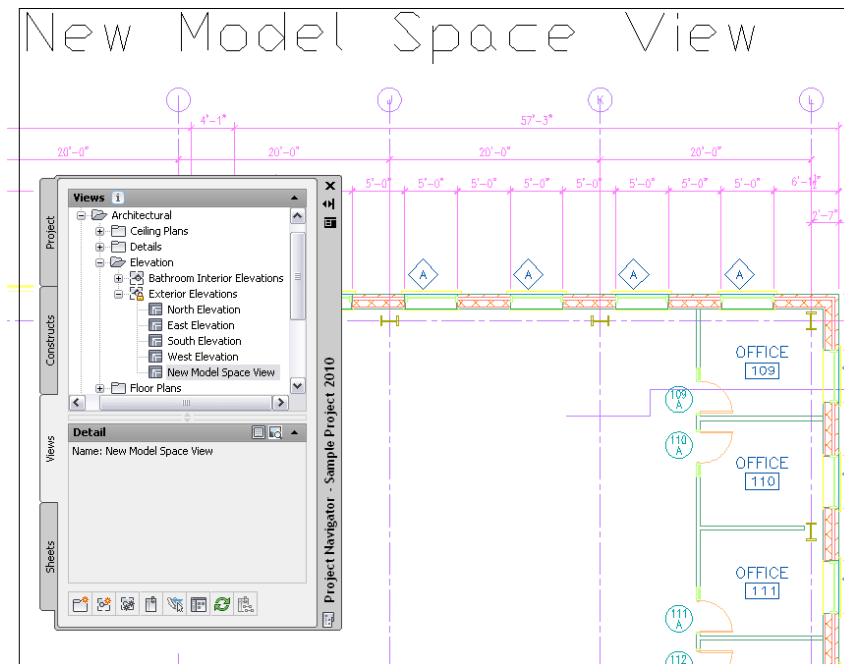 New Model Space View
J K L
4'-1" 57'-3"
20'-0" 20'-0" 20'-0" 20'-0"
5'-0" 5'-0" 5'-0" 5'-0" 5'-0" 5'-0" 5'-0" 5'-0"
2'-7"
A A A A
Views
Architectural
Ceiling Plans
Details
Elevation
Bathroom Interior Elevations
Exterior Elevations
North Elevation
East Elevation
South Elevation
West Elevation
New Model Space View
Floor Plans
Detail
Name: New Model Space View
Project
Constructs
Views
Sheets
Project Navigator - Sample Project 2010
OFFICE
109
109
A
110
A
OFFICE
110
OFFICE
111
111
A
112